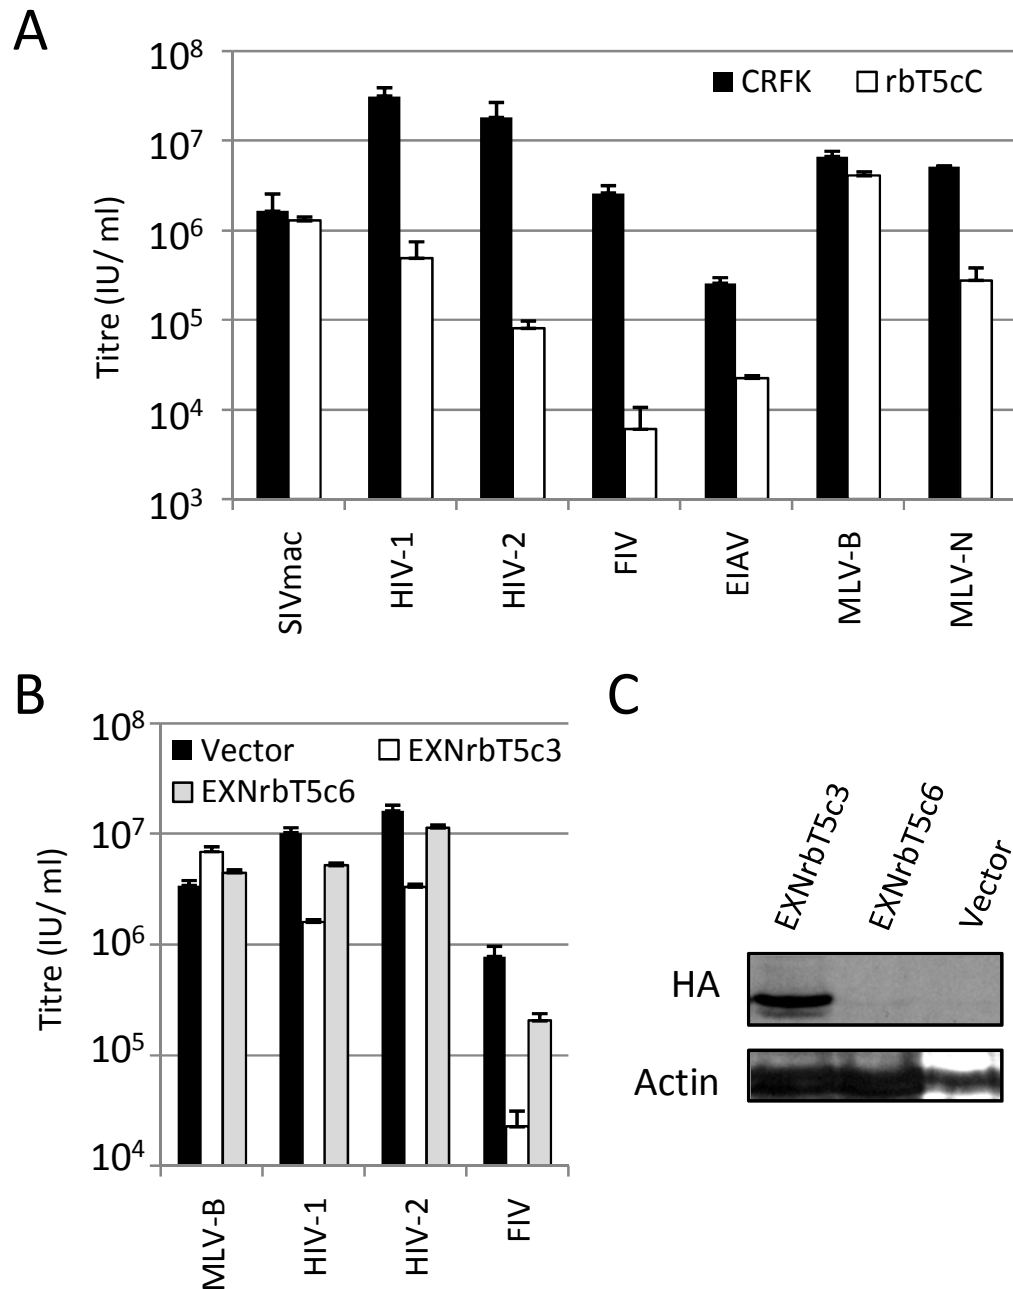 A
Titre (IU/ ml)
10⁸
10⁷
10⁶
10⁵
10⁴
10³
CRFK rbT5cC
SIVmac HIV-1 HIV-2 FIV EIAV MLV-B MLV-N
B
Titre (IU/ ml)
10⁸
10⁷
10⁶
10⁵
10⁴
Vector EXNrbT5c3
EXNrbT5c6
MLV-B HIV-1 HIV-2 FIV
C
EXNrbT5c3 EXNrbT5c6 Vector
HA
Actin